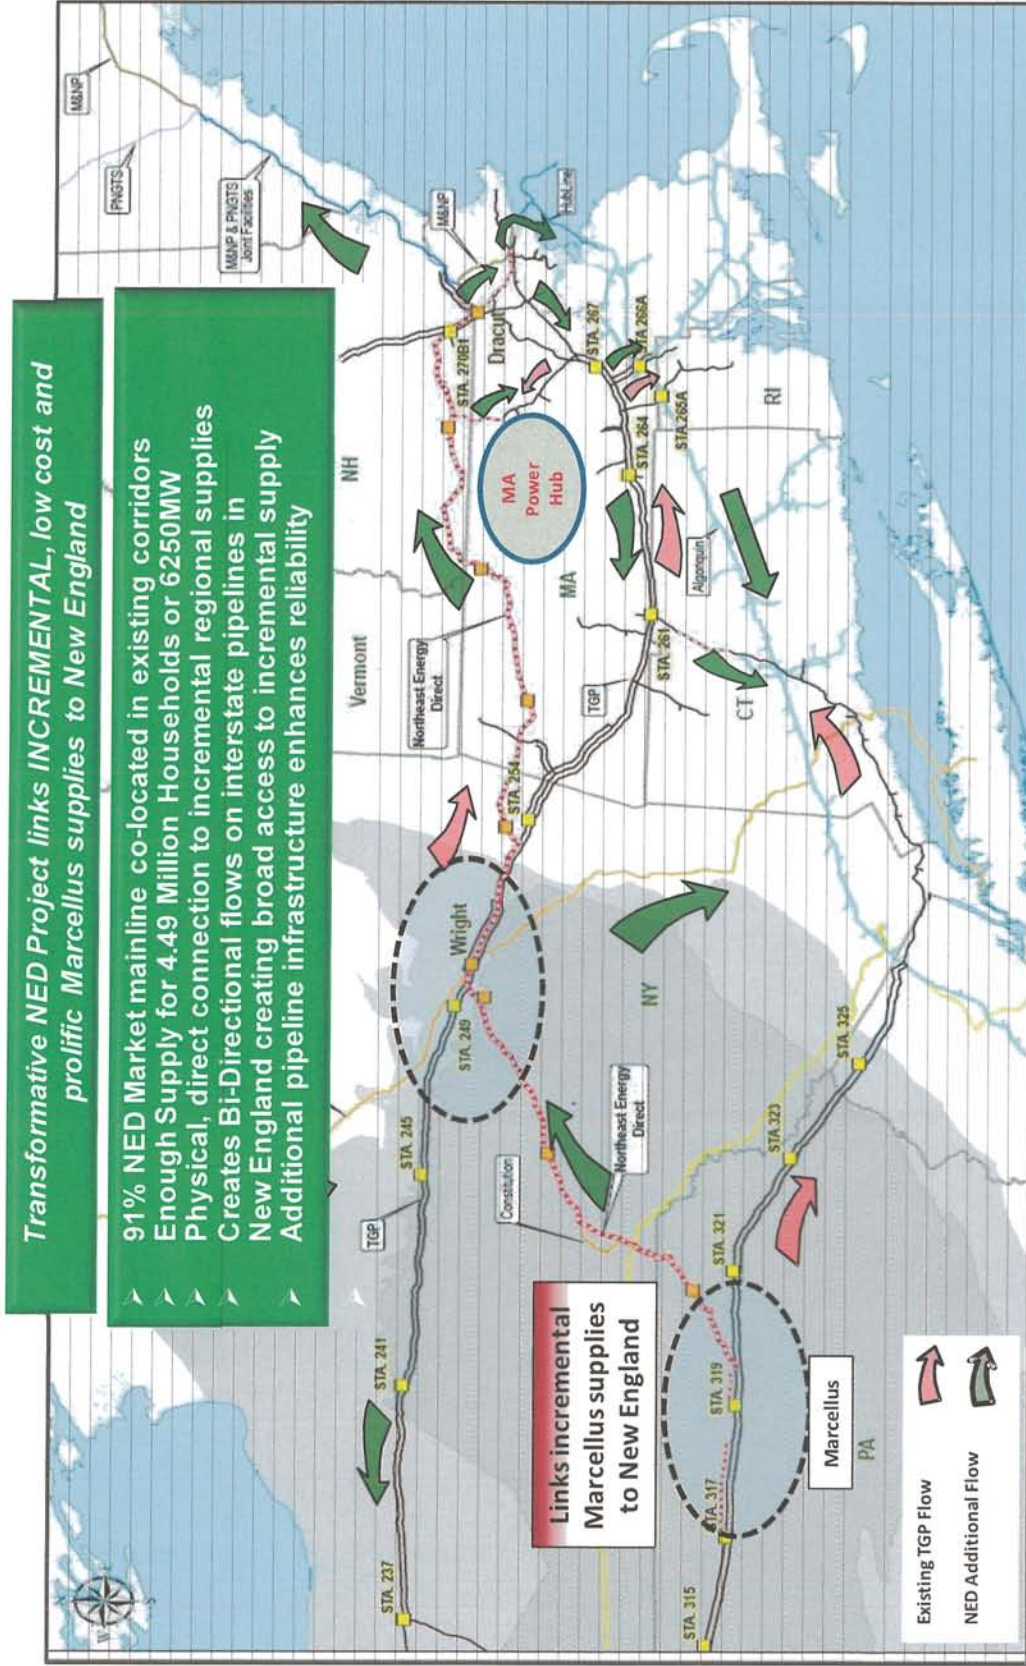 Transformative NED Project links INCREMENTAL, low cost and
prolific Marcellus supplies to New England
91% NED Market mainline co-located in existing corridors
Enough Supply for 4.49 Million Households or 6250MW
Physical, direct connection to incremental regional supplies
Creates Bi-Directional flows on interstate pipelines in
New England creating broad access to incremental supply
Additional pipeline infrastructure enhances reliability
M&NP
PNGTS
M&NP & PNGTS
Joint Facilities
M&NP
HubLine
Dracut
STA. 270B1
NH
Vermont
Northeast Energy
Direct
MA
Power
Hub
MA
STA. 267
STA 266A
STA.265A
STA. 264
RI
Algonquin
STA. 261
CT
TGP
STA. 254
Wright
STA. 249
NY
STA. 245
TGP
Constitution
Northeast Energy
Direct
STA. 241
STA. 237
Links incremental
Marcellus supplies
to New England
STA. 325
STA.323
STA. 321
STA. 319
STA. 317
STA. 315
Marcellus
PA
Existing TGP Flow
NED Additional Flow
W